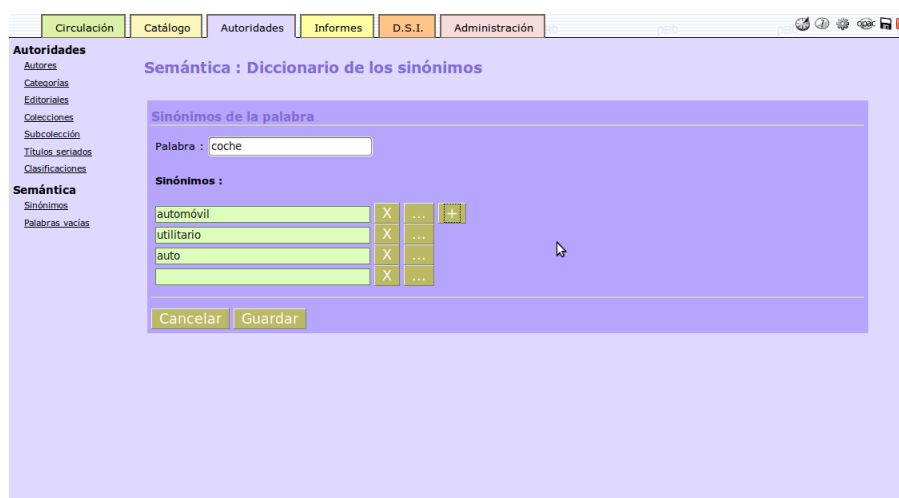 Circulación Catálogo Autoridades Informes D.S.I. Administración
opac
Autoridades
Autores
Categorías
Editoriales
Colecciones
Subcolección
Títulos seriados
Clasificaciones
Semántica
Sinónimos
Palabras vacías
Semántica : Diccionario de los sinónimos
Sinónimos de la palabra
Palabra : coche
Sinónimos :
automóvil X ... +
utilitario X ...
auto X ...
X ...
Cancelar Guardar